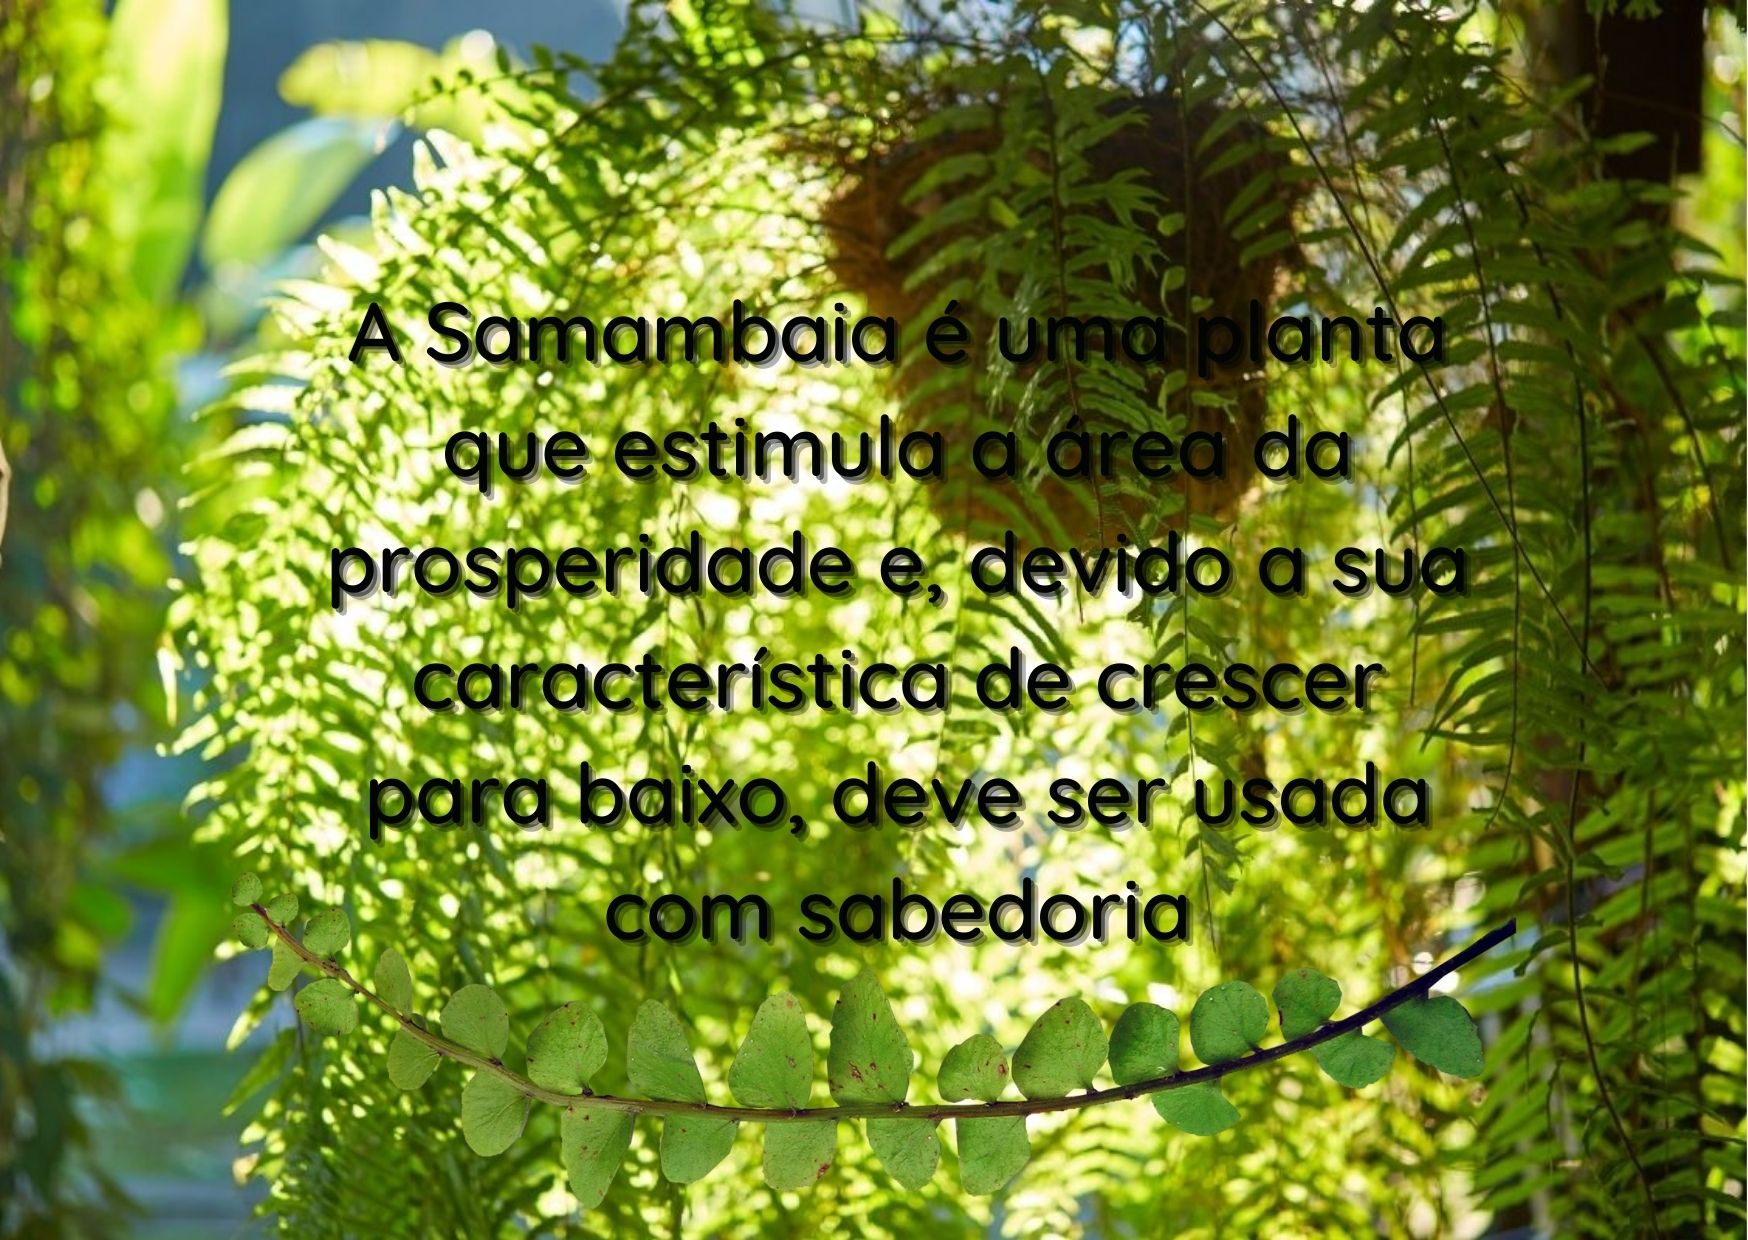 A Samambaia é uma planta
que estimula a área da
prosperidade e, devido a sua
característica de crescer
para baixo, deve ser usada
com sabedoria